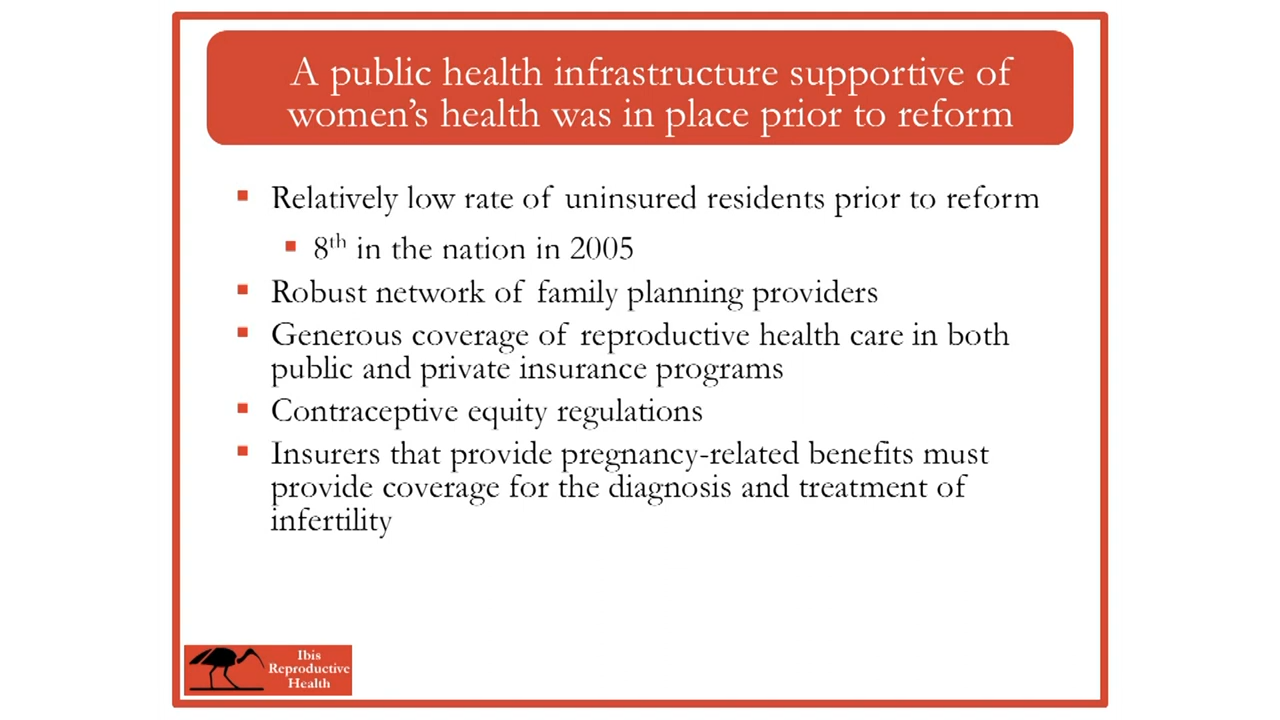 A public health infrastructure supportive of
women’s health was in place prior to reform
Relatively low rate of uninsured residents prior to reform
8th in the nation in 2005
Robust network of family planning providers
Generous coverage of reproductive health care in both
public and private insurance programs
Contraceptive equity regulations
Insurers that provide pregnancy-related benefits must
provide coverage for the diagnosis and treatment of
infertility
Ibis
Reproductive
Health